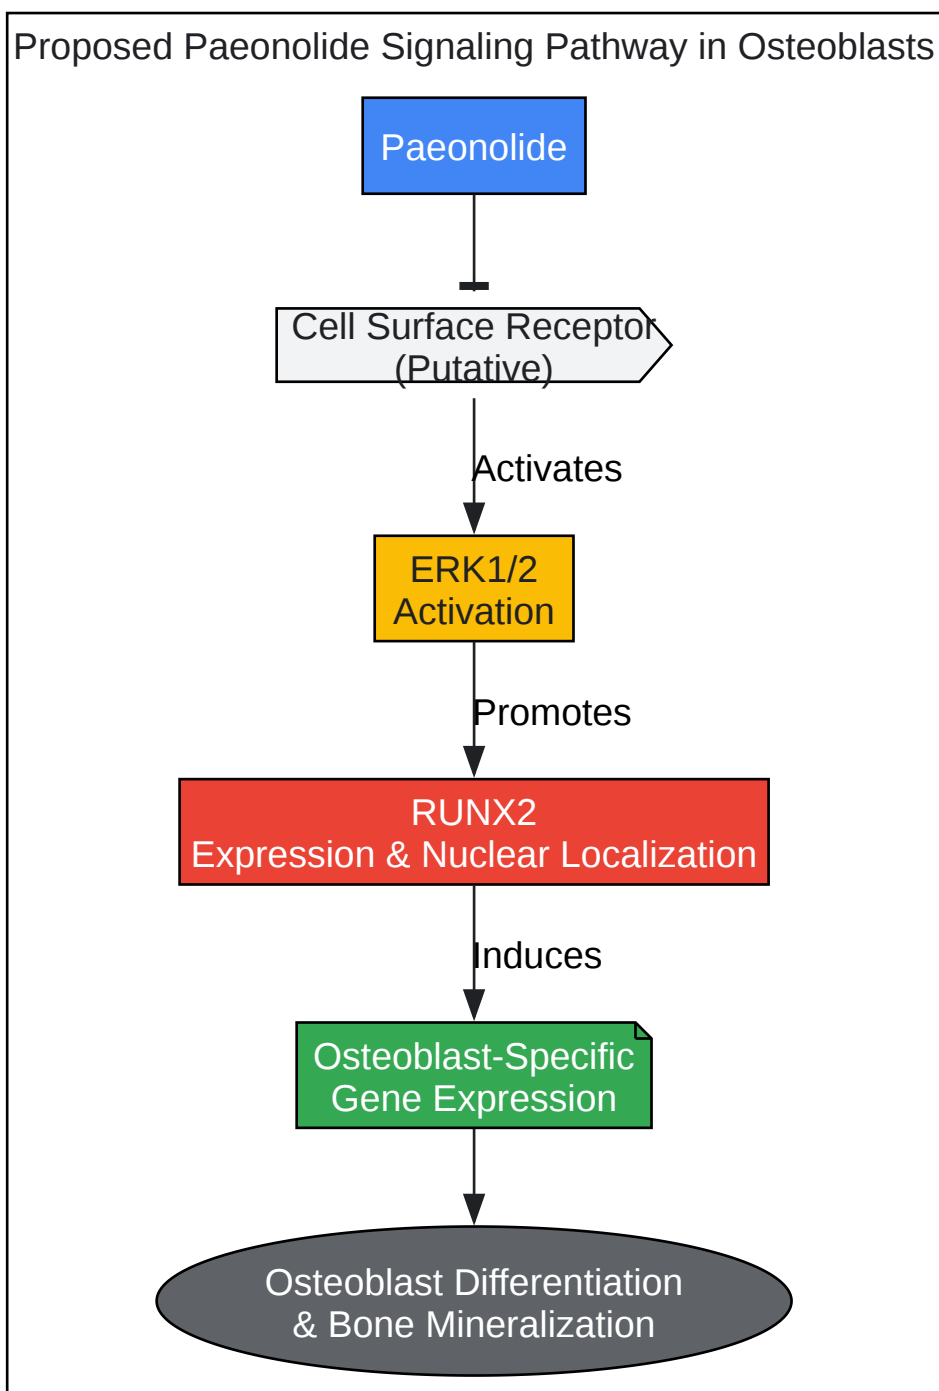 Proposed Paeonolide Signaling Pathway in Osteoblasts
Paeonolide
Cell Surface Receptor
(Putative)
Activates
ERK1/2
Activation
Promotes
RUNX2
Expression & Nuclear Localization
Induces
Osteoblast-Specific
Gene Expression
Osteoblast Differentiation
& Bone Mineralization